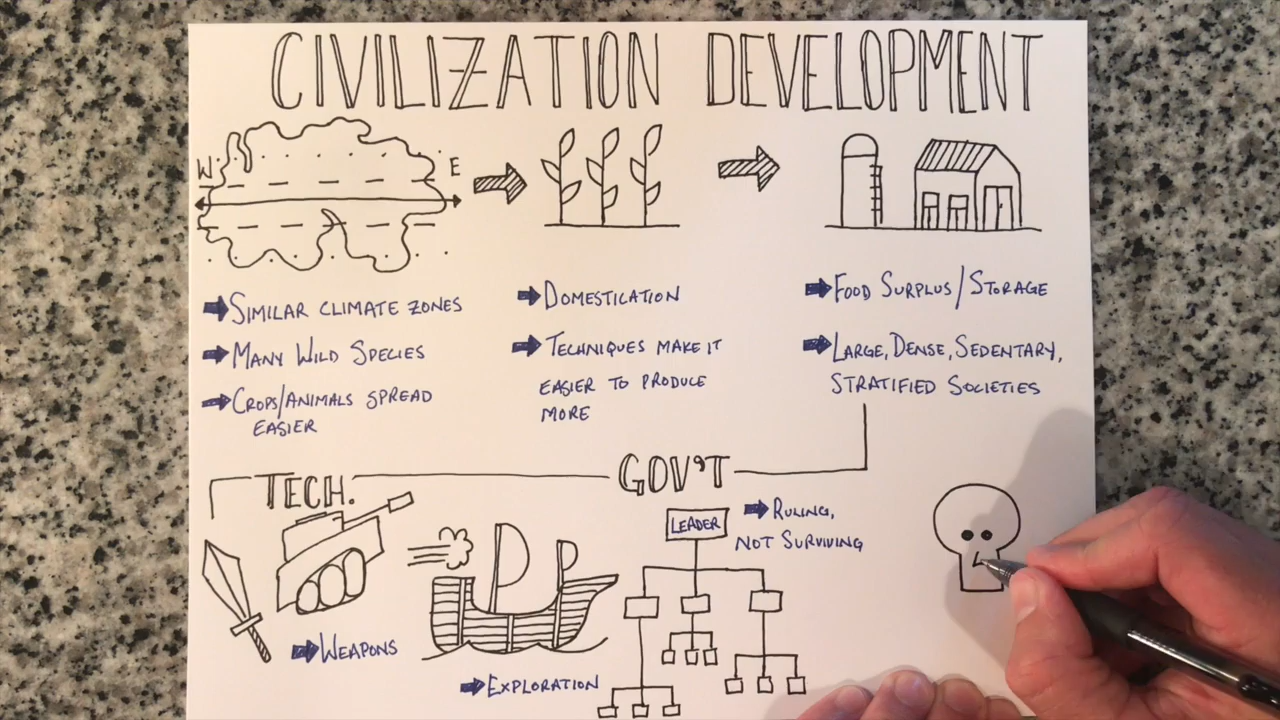 CIVILIZATION DEVELOPMENT
W
E
SIMILAR CLIMATE ZONES
MANY WILD SPECIES
CROPS/ANIMALS SPREAD
EASIER
DOMESTICATION
TECHNIQUES MAKE IT
EASIER TO PRODUCE
MORE
FOOD SURPLUS/STORAGE
LARGE, DENSE, SEDENTARY,
STRATIFIED SOCIETIES
TECH.
WEAPONS
EXPLORATION
GOV'T
LEADER
RULING,
NOT SURVIVING